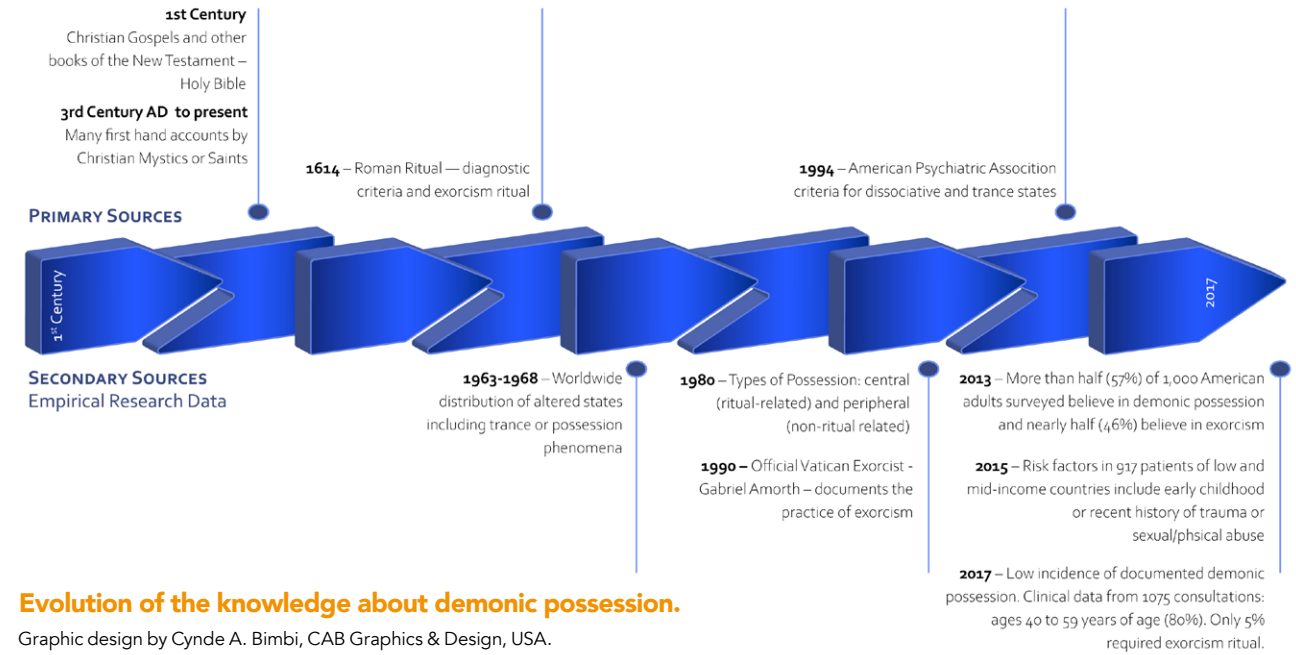 1st Century
Christian Gospels and other
books of the New Testament –
Holy Bible
3rd Century AD to present
Many first hand accounts by
Christian Mystics or Saints
1614 – Roman Ritual — diagnostic
criteria and exorcism ritual
1994 – American Psychiatric Assocition
criteria for dissociative and trance states
PRIMARY SOURCES
1st Century
2017
SECONDARY SOURCES
Empirical Research Data
1963-1968 – Worldwide
distribution of altered states
including trance or possession
phenomena
1980 – Types of Possession: central
(ritual-related) and peripheral
(non-ritual related)
1990 – Official Vatican Exorcist -
Gabriel Amorth – documents the
practice of exorcism
2013 – More than half (57%) of 1,000 American
adults surveyed believe in demonic possession
and nearly half (46%) believe in exorcism
2015 – Risk factors in 917 patients of low and
mid-income countries include early childhood
or recent history of trauma or
sexual/phsical abuse
2017 – Low incidence of documented demonic
possession. Clinical data from 1075 consultations:
ages 40 to 59 years of age (80%). Only 5%
required exorcism ritual.
Evolution of the knowledge about demonic possession.
Graphic design by Cynde A. Bimbi, CAB Graphics & Design, USA.